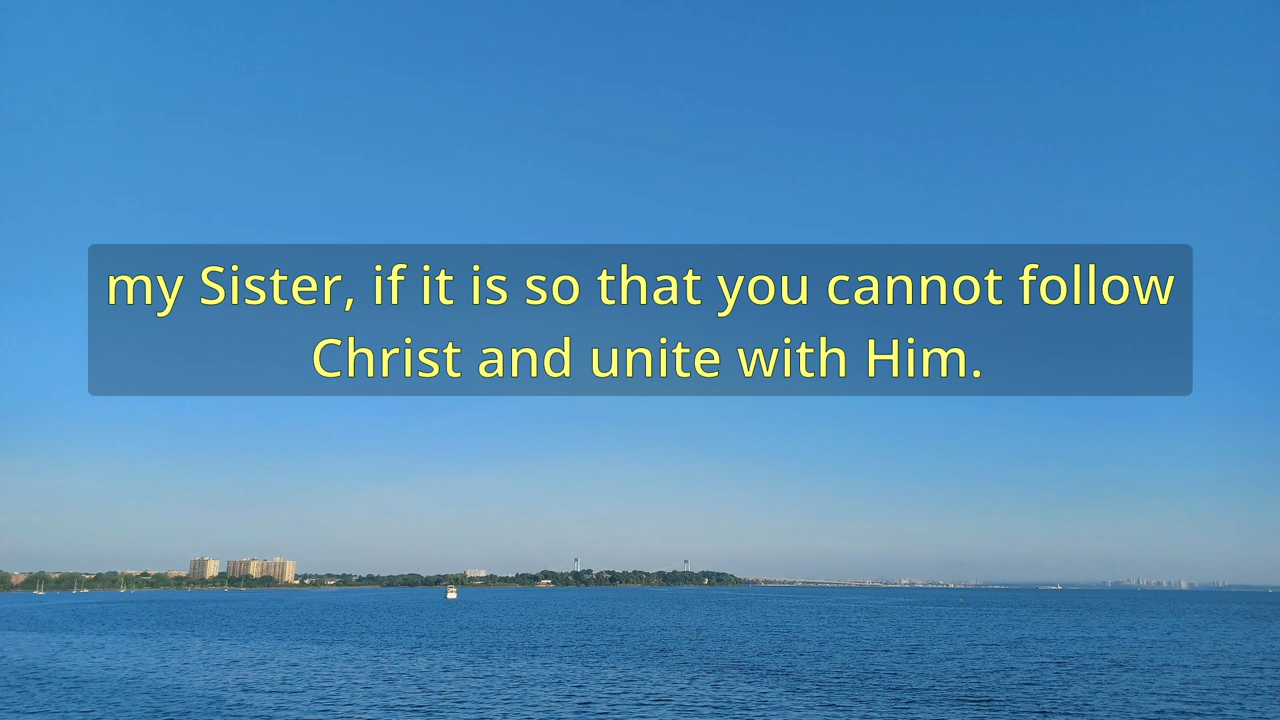 my Sister, if it is so that you cannot follow
Christ and unite with Him.